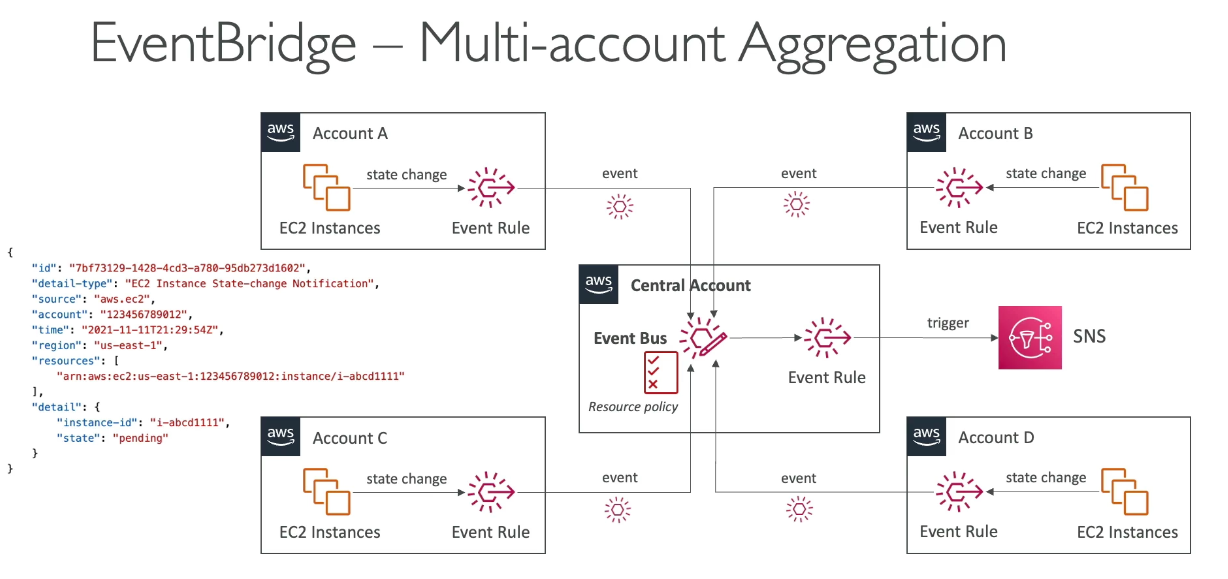 EventBridge – Multi-account Aggregation
aws
Account A
state change
EC2 Instances
Event Rule
event
aws
Account B
event
state change
Event Rule
EC2 Instances
{
"id": "7bf73129-1428-4cd3-a780-95db273d1602",
"detail-type": "EC2 Instance State-change Notification",
"source": "aws.ec2",
"account": "123456789012",
"time": "2021-11-11T21:29:54Z",
"region": "us-east-1",
"resources": [
"arn:aws:ec2:us-east-1:123456789012:instance/i-abcd1111"
],
"detail": {
"instance-id": "i-abcd1111",
"state": "pending"
}
}
aws
Central Account
Event Bus
Resource policy
Event Rule
trigger
SNS
aws
Account C
state change
EC2 Instances
Event Rule
event
aws
Account D
event
state change
Event Rule
EC2 Instances